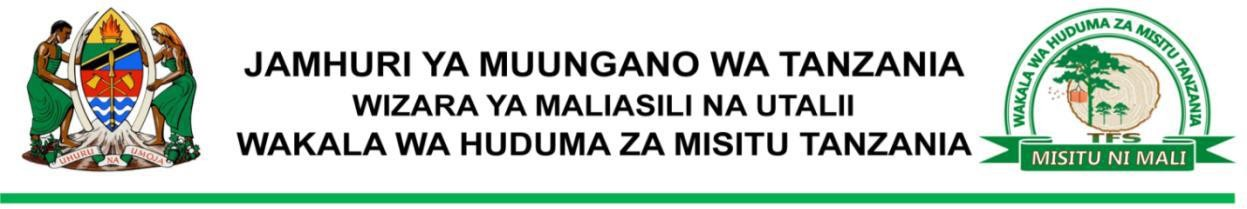 JAMHURI YA MUUNGANO WA TANZANIA
WIZARA YA MALIASILI NA UTALII
WAKALA WA HUDUMA ZA MISITU TANZANIA
UHURU NA UMOJA
WAKALA WA HUDUMA ZA MISITU TANZANIA
TFS
MISITU NI MALI